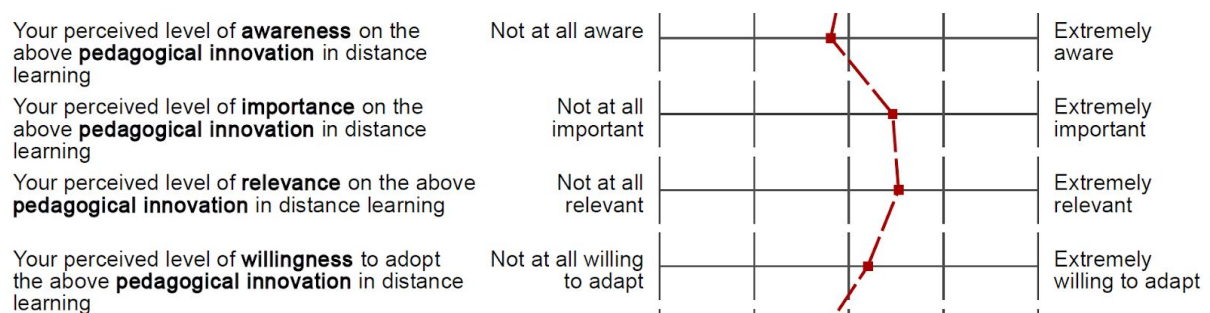 Your perceived level of awareness on the
above pedagogical innovation in distance
learning
Not at all aware
Extremely
aware
Your perceived level of importance on the
above pedagogical innovation in distance
learning
Not at all
important
Extremely
important
Your perceived level of relevance on the above
pedagogical innovation in distance learning
Not at all
relevant
Extremely
relevant
Your perceived level of willingness to adopt
the above pedagogical innovation in distance
learning
Not at all willing
to adapt
Extremely
willing to adapt